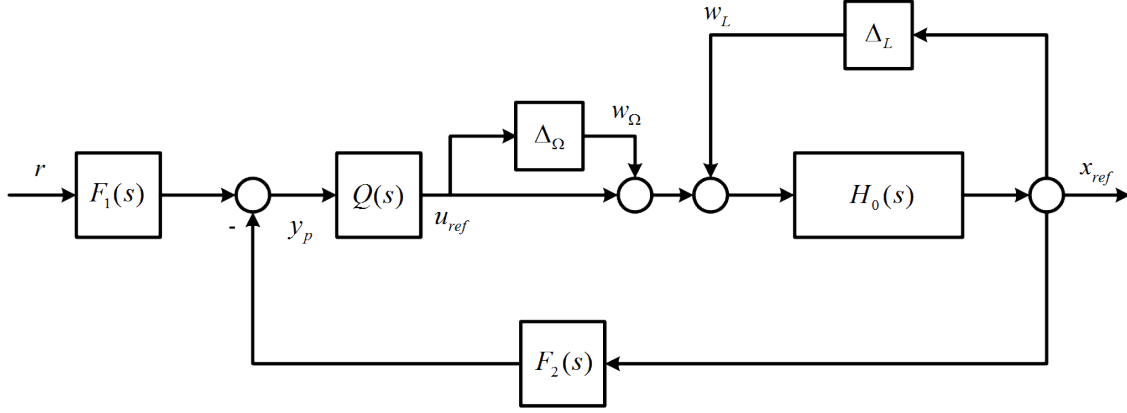 w_L
Δ_L
x_ref
w_Ω
Δ_Ω
r
F_1(s)
Q(s)
H_0(s)
-
y_p
u_ref
F_2(s)